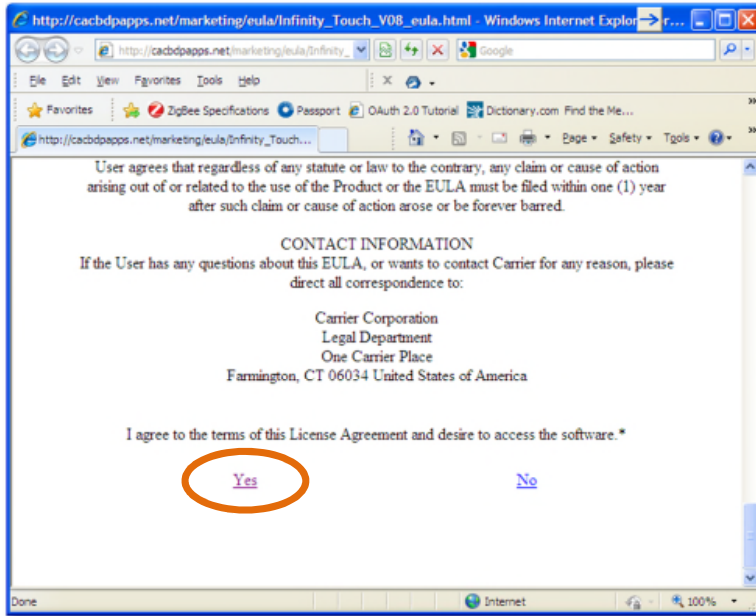 http://cacbdpapps.net/marketing/eula/Infinity_Touch_V08_eula.html - Windows Internet Explor r...
http://cacbdpapps.net/marketing/eula/Infinity_ Google
File Edit View Favorites Tools Help X
Favorites ZigBee Specifications Passport OAuth 2.0 Tutorial Dictionary.com Find the Me... »
http://cacbdpapps.net/marketing/eula/Infinity_Touch... Page Safety Tools »
User agrees that regardless of any statute or law to the contrary, any claim or cause of action
arising out of or related to the use of the Product or the EULA must be filed within one (1) year
after such claim or cause of action arose or be forever barred.
CONTACT INFORMATION
If the User has any questions about this EULA, or wants to contact Carrier for any reason, please
direct all correspondence to:
Carrier Corporation
Legal Department
One Carrier Place
Farmington, CT 06034 United States of America
I agree to the terms of this License Agreement and desire to access the software.*
Yes No
Done Internet 100%